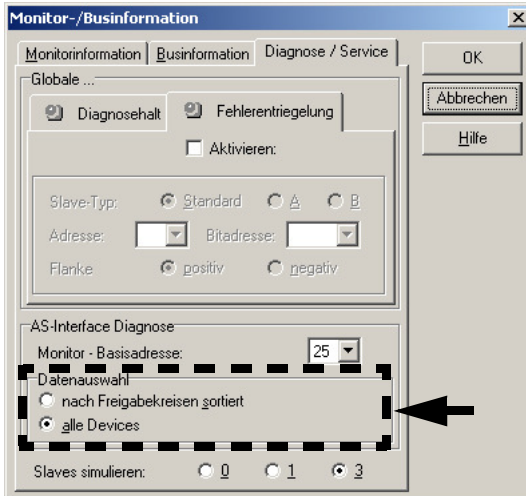 Monitor-/Businformation
Monitorinformation Businformation Diagnose / Service
OK
Abbrechen
Hilfe
Globale ...
Diagnosehalt Fehlerentriegelung
Aktivieren:
Slave-Typ: Standard A B
Adresse: Bitadresse:
Flanke positiv negativ
AS-Interface Diagnose
Monitor - Basisadresse: 25
Datenauswahl
nach Freigabekreisen sortiert
alle Devices
Slaves simulieren: 0 1 3